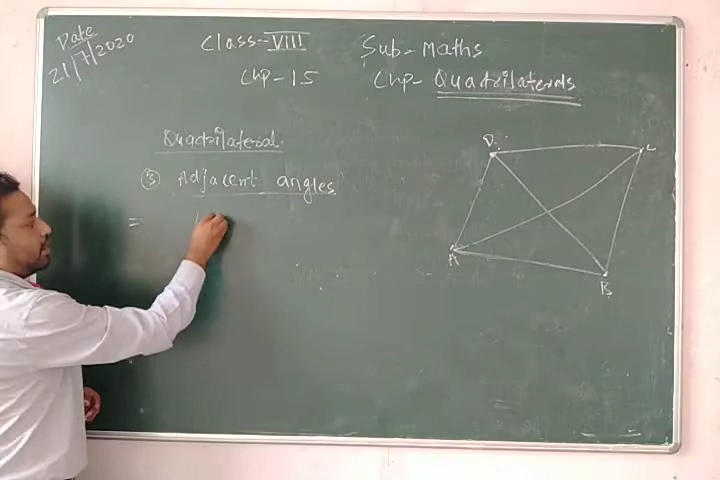 Date
21/7/2020
Class-VIII Sub-Maths
Chp-15 Chp-Quadrilaterals
Quadrilateral.
③ Adjacent angles
=
D
C
A
B